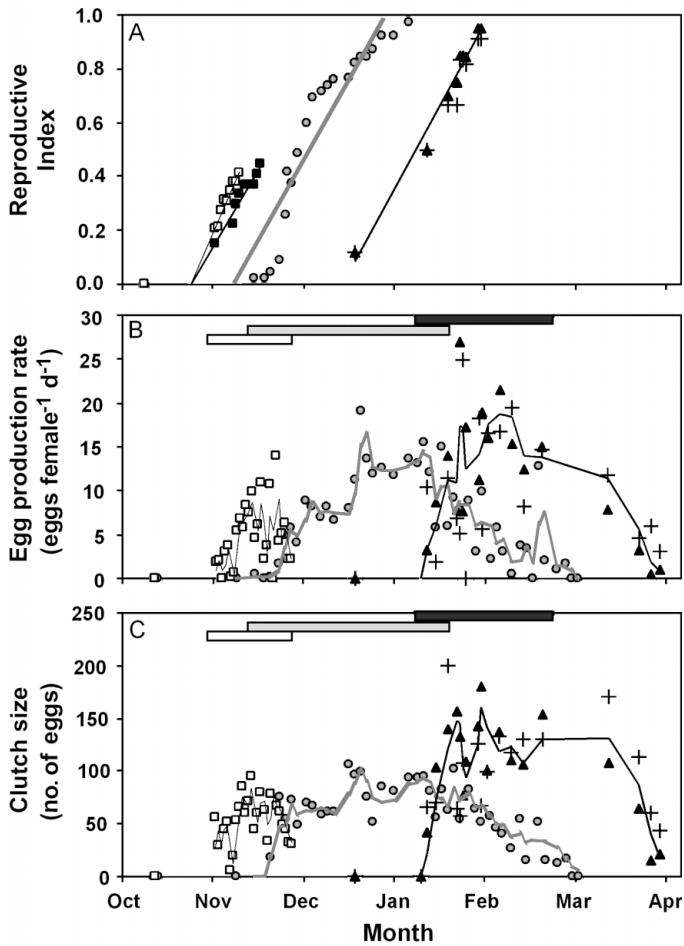 A
1.0
0.8
0.6
0.4
0.2
0.0
Reproductive
Index
B
30
25
20
15
10
5
0
Egg production rate
(eggs female⁻¹ d⁻¹)
C
250
200
150
100
50
0
Clutch size
(no. of eggs)
Oct Nov Dec Jan Feb Mar Apr
Month